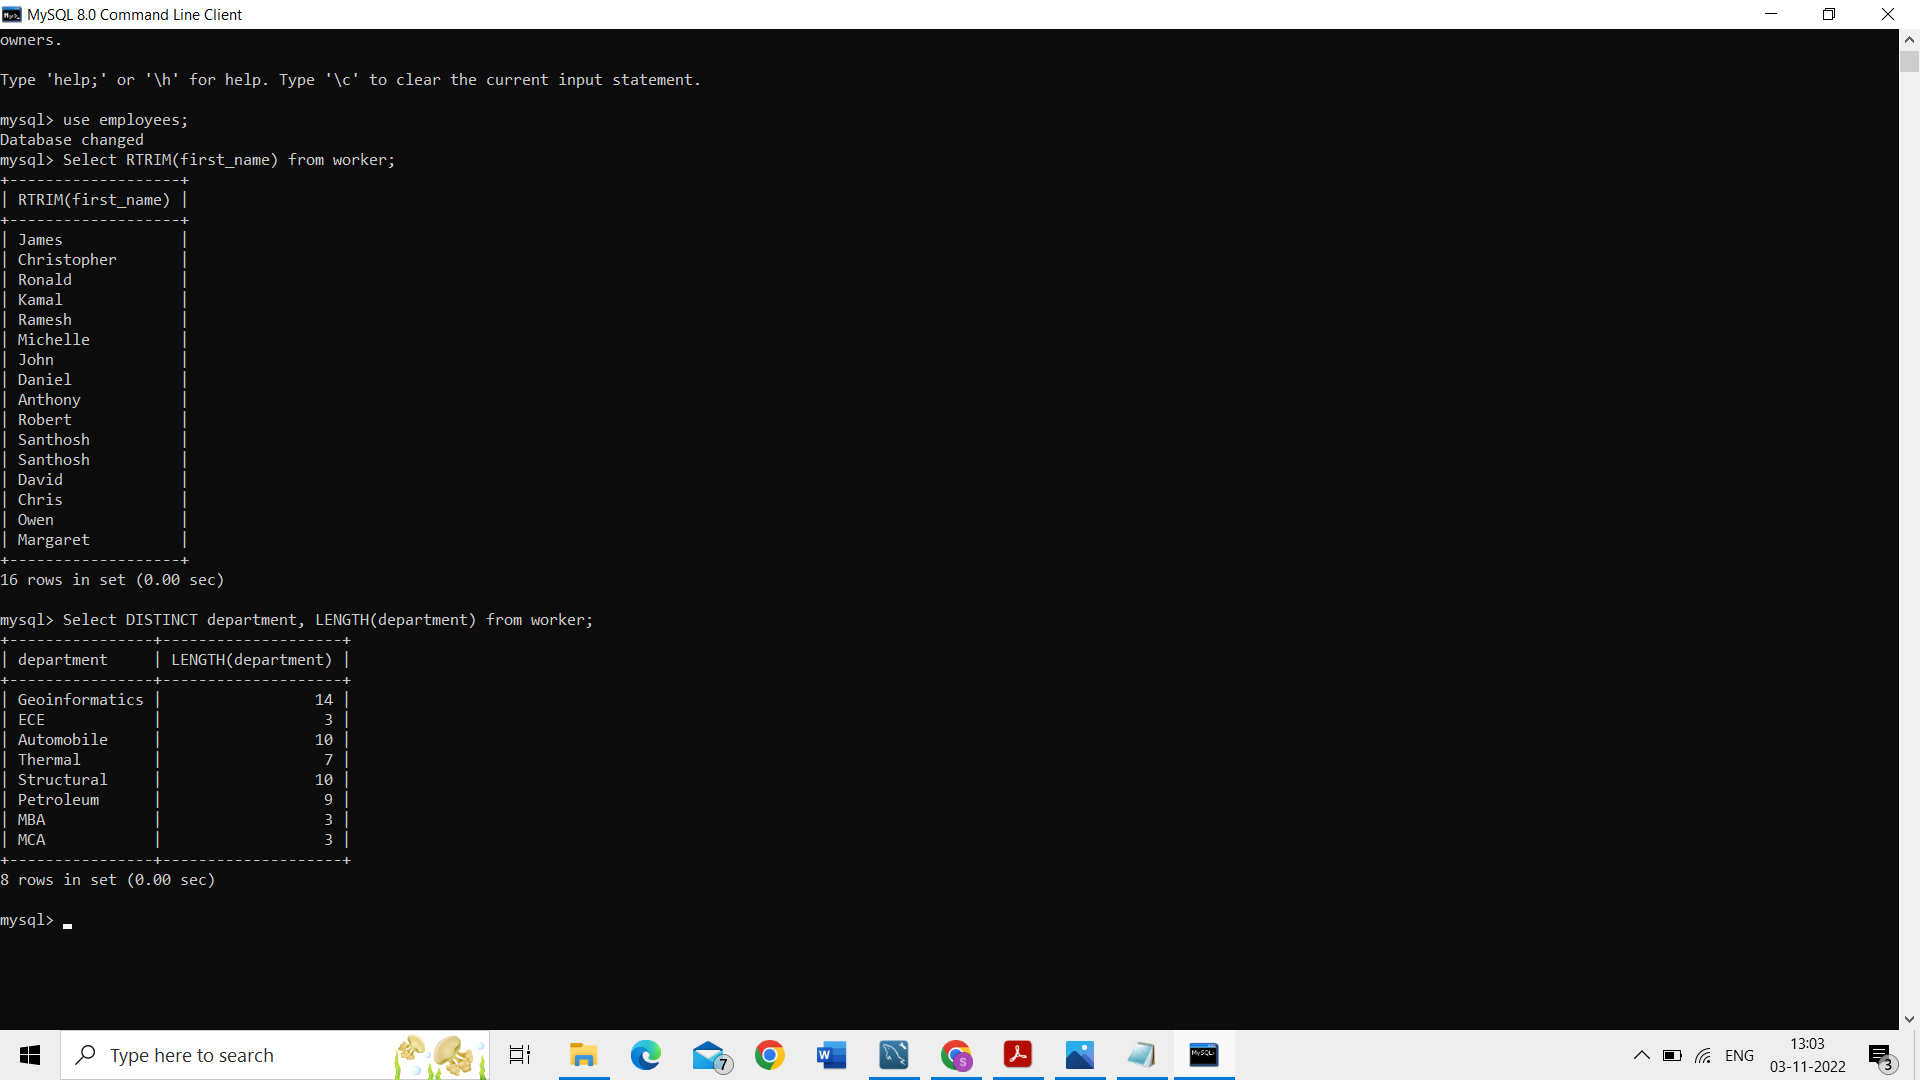 MySQL 8.0 Command Line Client
owners.
Type 'help;' or '\h' for help. Type '\c' to clear the current input statement.
mysql> use employees;
Database changed
mysql> Select RTRIM(first_name) from worker;
+-------------------+
| RTRIM(first_name) |
+-------------------+
| James             |
| Christopher       |
| Ronald            |
| Kamal             |
| Ramesh            |
| Michelle          |
| John              |
| Daniel            |
| Anthony           |
| Robert            |
| Santhosh          |
| Santhosh          |
| David             |
| Chris             |
| Owen              |
| Margaret          |
+-------------------+
16 rows in set (0.00 sec)
mysql> Select DISTINCT department, LENGTH(department) from worker;
+----------------+--------------------+
| department     | LENGTH(department) |
+----------------+--------------------+
| Geoinformatics |                 14 |
| ECE            |                  3 |
| Automobile     |                 10 |
| Thermal        |                  7 |
| Structural     |                 10 |
| Petroleum      |                  9 |
| MBA            |                  3 |
| MCA            |                  3 |
+----------------+--------------------+
8 rows in set (0.00 sec)
mysql> _
Type here to search
7
W
S
MySQL
ENG
13:03
03-11-2022
3